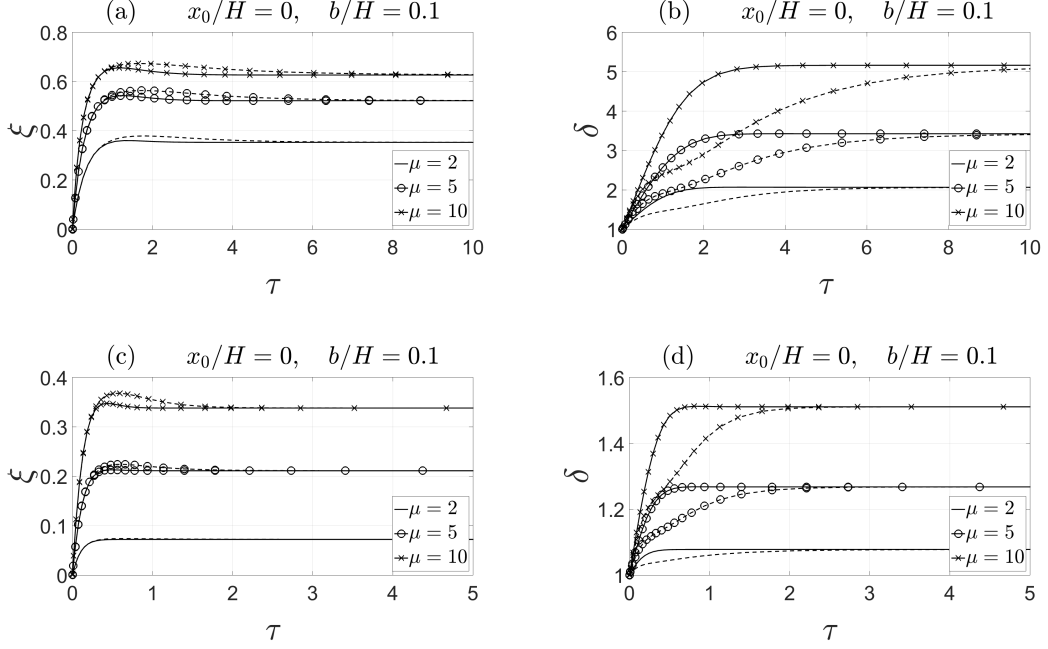 (a) x₀/H = 0, b/H = 0.1
0.8
0.6
0.4
0.2
0
ξ
0 2 4 6 8 10
τ
μ = 2
μ = 5
μ = 10
(b) x₀/H = 0, b/H = 0.1
6
5
4
3
2
1
δ
0 2 4 6 8 10
τ
μ = 2
μ = 5
μ = 10
(c) x₀/H = 0, b/H = 0.1
0.4
0.3
0.2
0.1
0
ξ
0 1 2 3 4 5
τ
μ = 2
μ = 5
μ = 10
(d) x₀/H = 0, b/H = 0.1
1.6
1.4
1.2
1
δ
0 1 2 3 4 5
τ
μ = 2
μ = 5
μ = 10